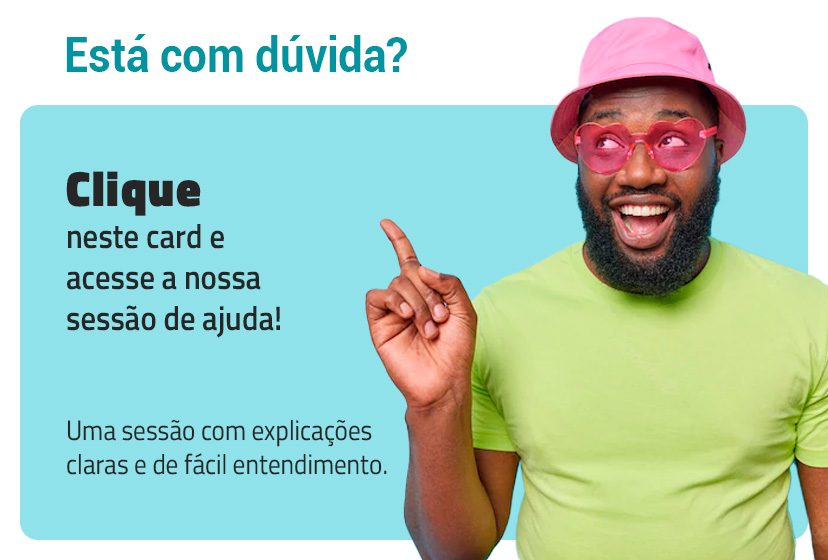 Está com dúvida?
Clique
neste card e
acesse a nossa
sessão de ajuda!
Uma sessão com explicações
claras e de fácil entendimento.